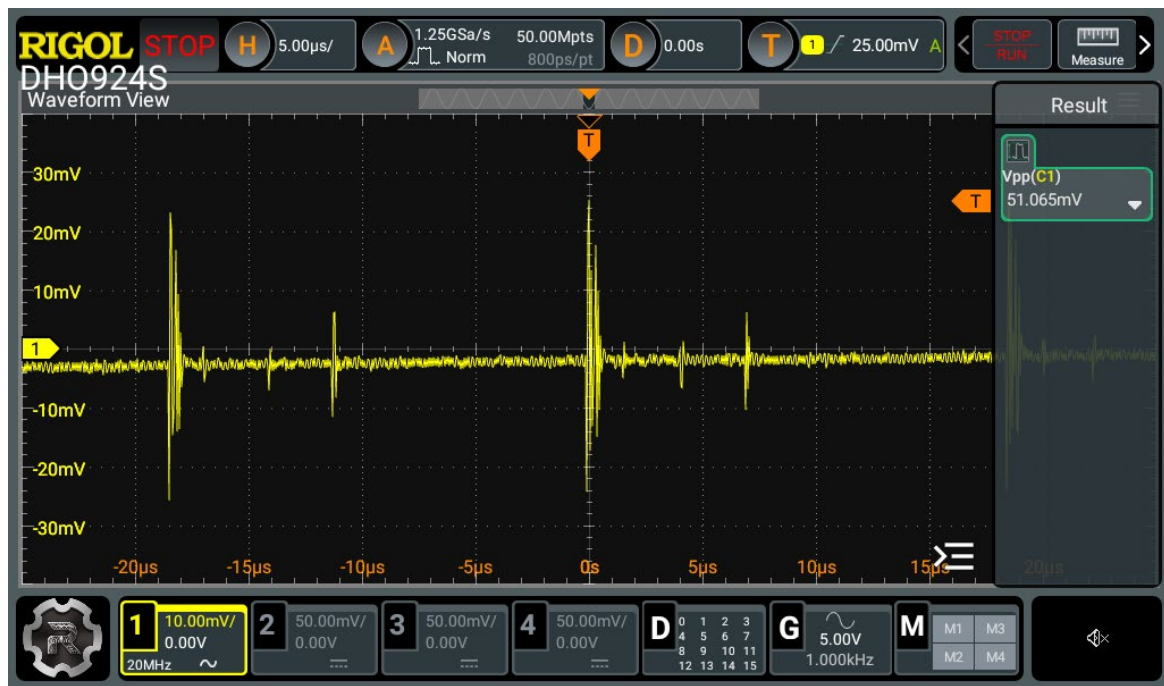 RIGOL STOP H 5.00µs/ A 1.25GSa/s 50.00Mpts D 0.00s T 1 25.00mV A < STOP RUN Measure >
Norm 800ps/pt
DHO924S
Waveform View
Result
T
30mV
Vpp(C1)
T
51.065mV
20mV
10mV
1
-10mV
-20mV
-30mV
-20µs -15µs -10µs -5µs 0s 5µs 10µs 15µs 20µs
1 10.00mV/ 2 50.00mV/ 3 50.00mV/ 4 50.00mV/ D 0 1 2 3 G M M1 M3
0.00V 0.00V 0.00V 0.00V 4 5 6 7 5.00V
20MHz 8 9 10 11 1.000kHz M2 M4
12 13 14 15
R